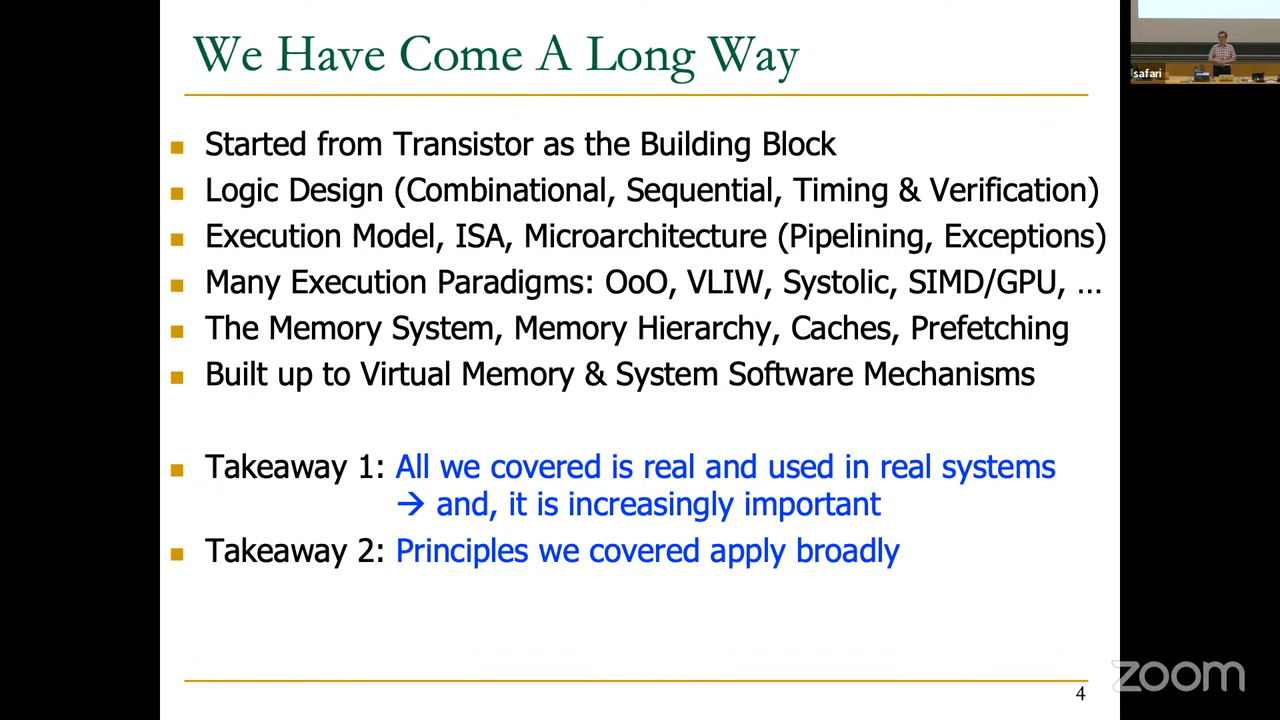 We Have Come A Long Way
Started from Transistor as the Building Block
Logic Design (Combinational, Sequential, Timing & Verification)
Execution Model, ISA, Microarchitecture (Pipelining, Exceptions)
Many Execution Paradigms: OoO, VLIW, Systolic, SIMD/GPU, ...
The Memory System, Memory Hierarchy, Caches, Prefetching
Built up to Virtual Memory & System Software Mechanisms
Takeaway 1: All we covered is real and used in real systems
→ and, it is increasingly important
Takeaway 2: Principles we covered apply broadly
4
safari
zoom